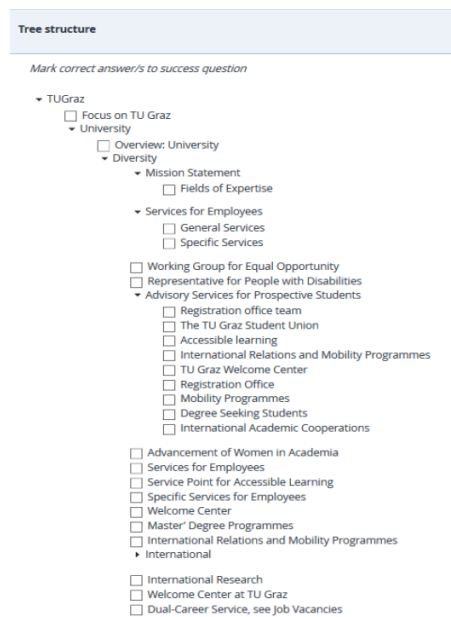 Tree structure
Mark correct answer/s to success question
TUGraz
Focus on TU Graz
University
Overview: University
Diversity
Mission Statement
Fields of Expertise
Services for Employees
General Services
Specific Services
Working Group for Equal Opportunity
Representative for People with Disabilities
Advisory Services for Prospective Students
Registration office team
The TU Graz Student Union
Accessible learning
International Relations and Mobility Programmes
TU Graz Welcome Center
Registration Office
Mobility Programmes
Degree Seeking Students
International Academic Cooperations
Advancement of Women in Academia
Services for Employees
Service Point for Accessible Learning
Specific Services for Employees
Welcome Center
Master' Degree Programmes
International Relations and Mobility Programmes
International
International Research
Welcome Center at TU Graz
Dual-Career Service, see Job Vacancies